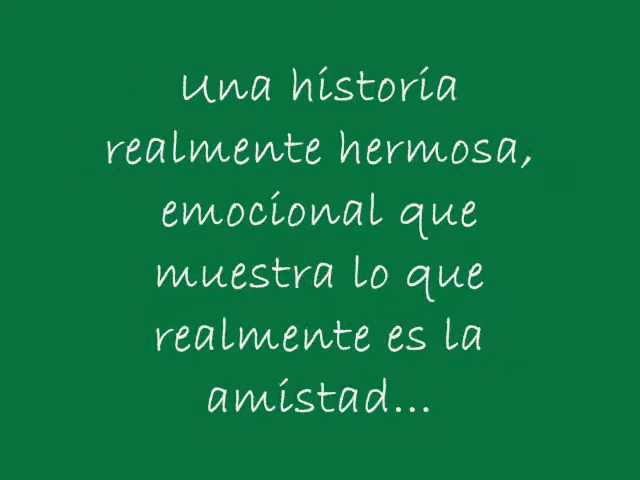 Una historia
realmente hermosa,
emocional que
muestra lo que
realmente es la
amistad...